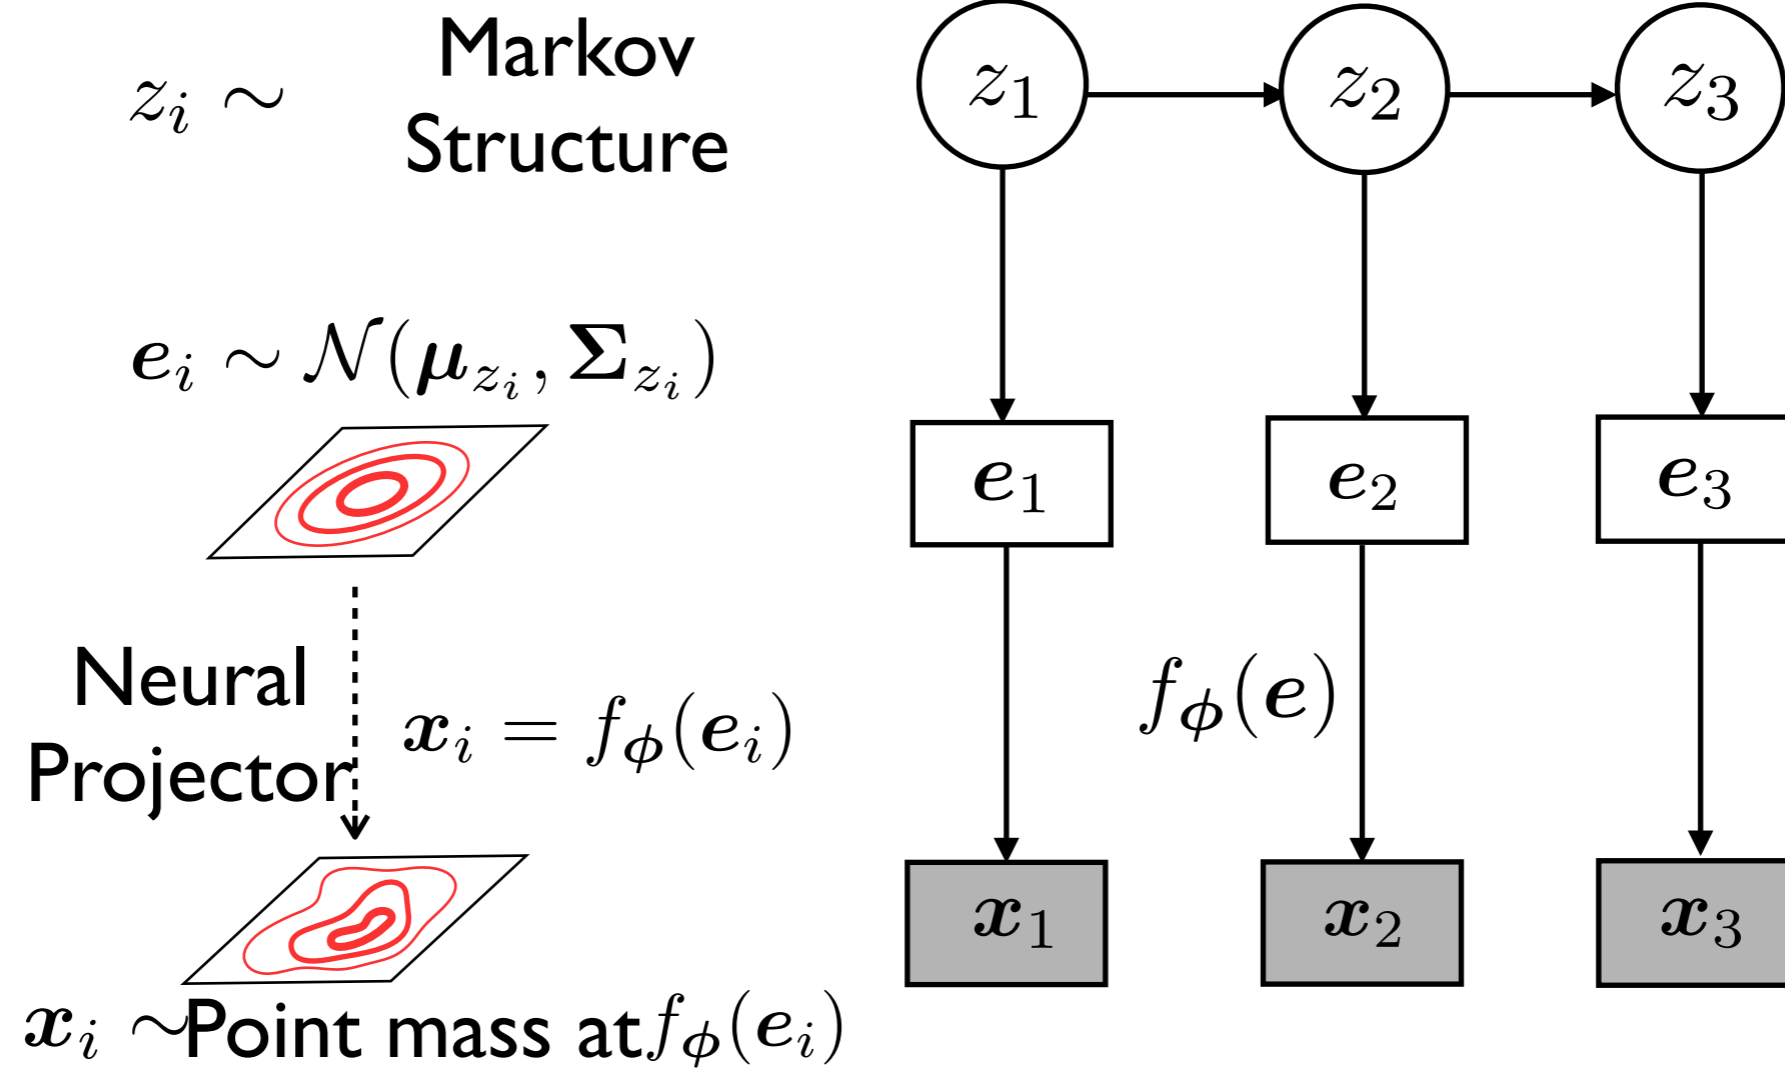 z_i ∼ Markov Structure
z_1 z_2 z_3
e_i ∼ 𝒩(μ_{z_i}, Σ_{z_i})
e_1 e_2 e_3
Neural Projector
x_i = f_ϕ(e_i)
f_ϕ(e)
x_1 x_2 x_3
x_i ∼ Point mass at f_ϕ(e_i)